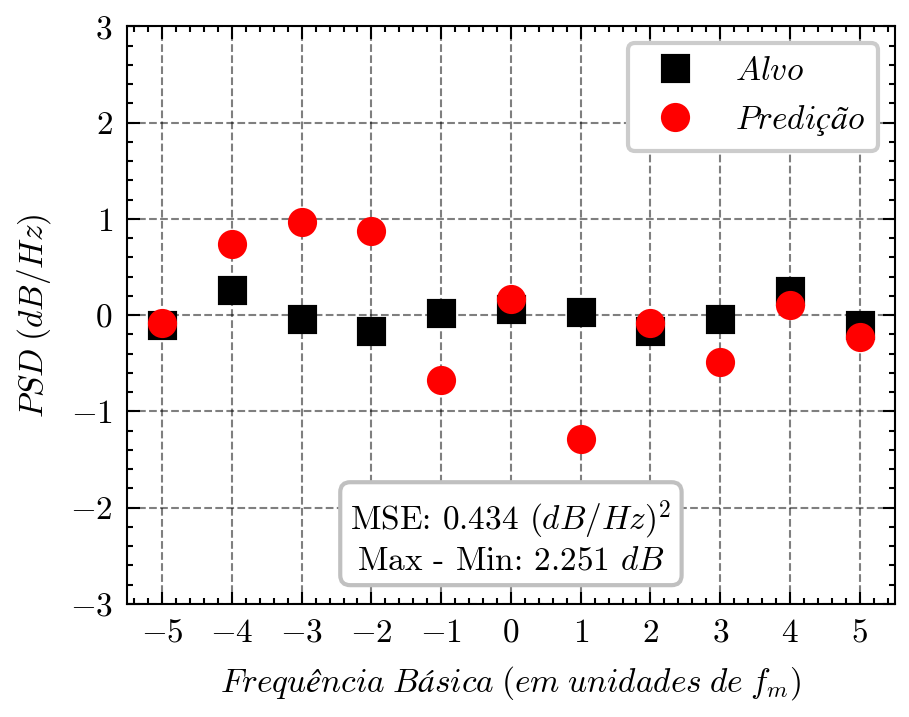 3
2
1
0
−1
−2
−3
PSD (dB/Hz)
Alvo
Predição
MSE: 0.434 (dB/Hz)²
Max - Min: 2.251 dB
−5 −4 −3 −2 −1 0 1 2 3 4 5
Frequência Básica (em unidades de fₘ)